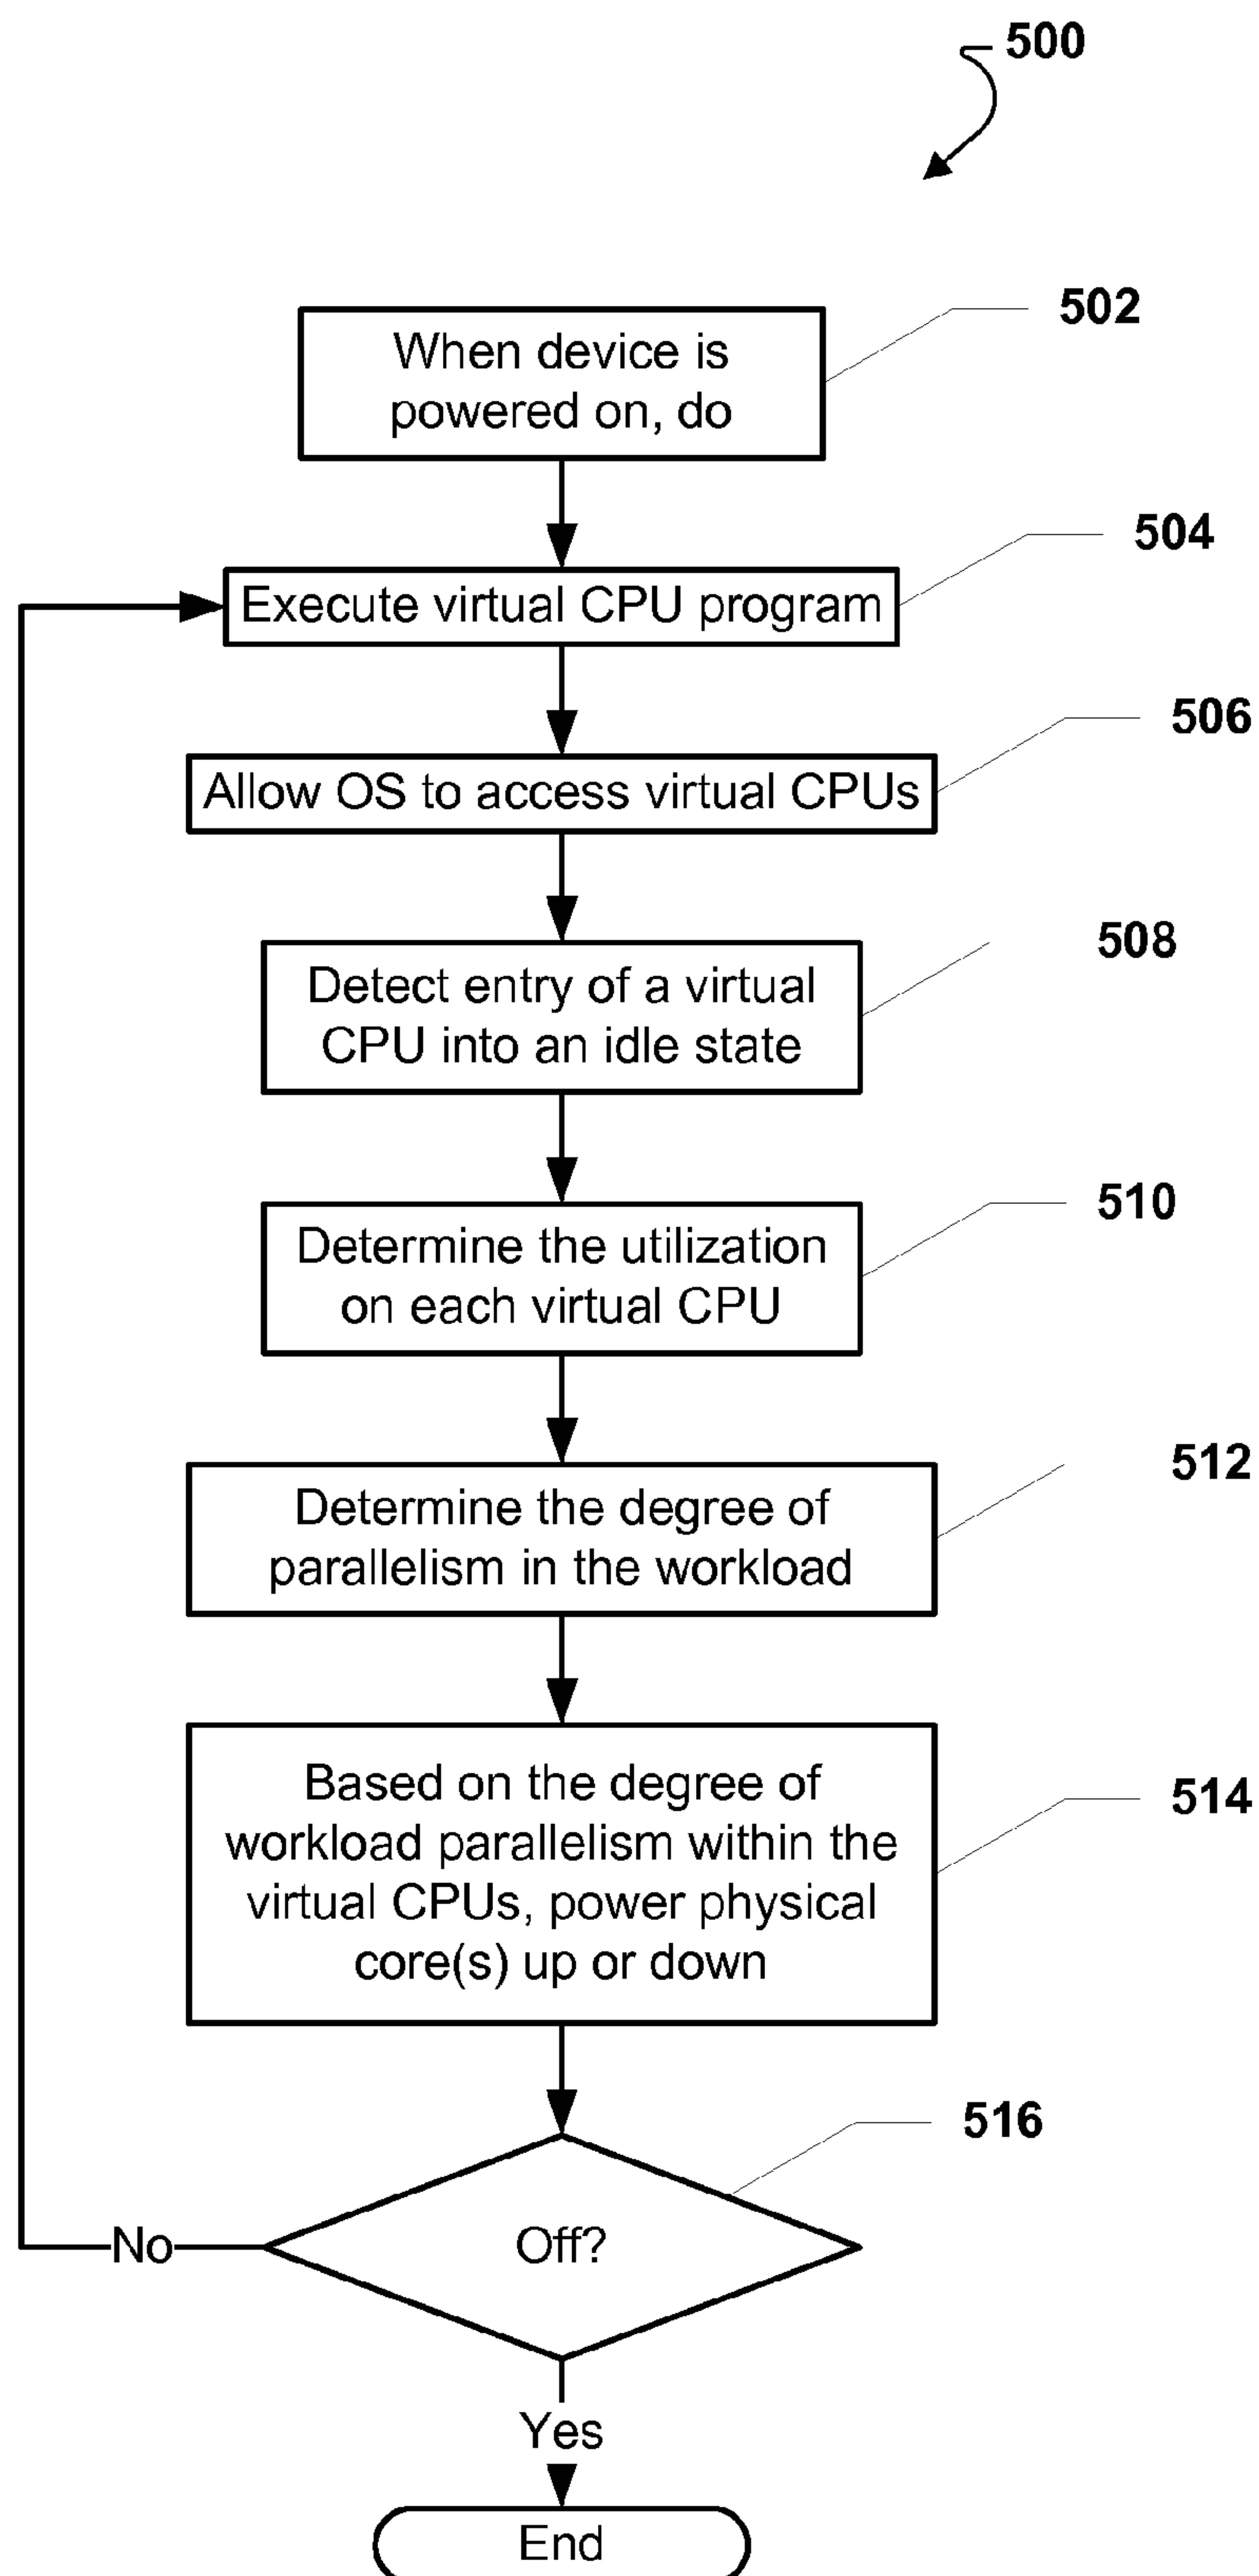 500
502
When device is
powered on, do
504
Execute virtual CPU program
506
Allow OS to access virtual CPUs
508
Detect entry of a virtual
CPU into an idle state
510
Determine the utilization
on each virtual CPU
512
Determine the degree of
parallelism in the workload
514
Based on the degree of
workload parallelism within the
virtual CPUs, power physical
core(s) up or down
516
Off?
No
Yes
End